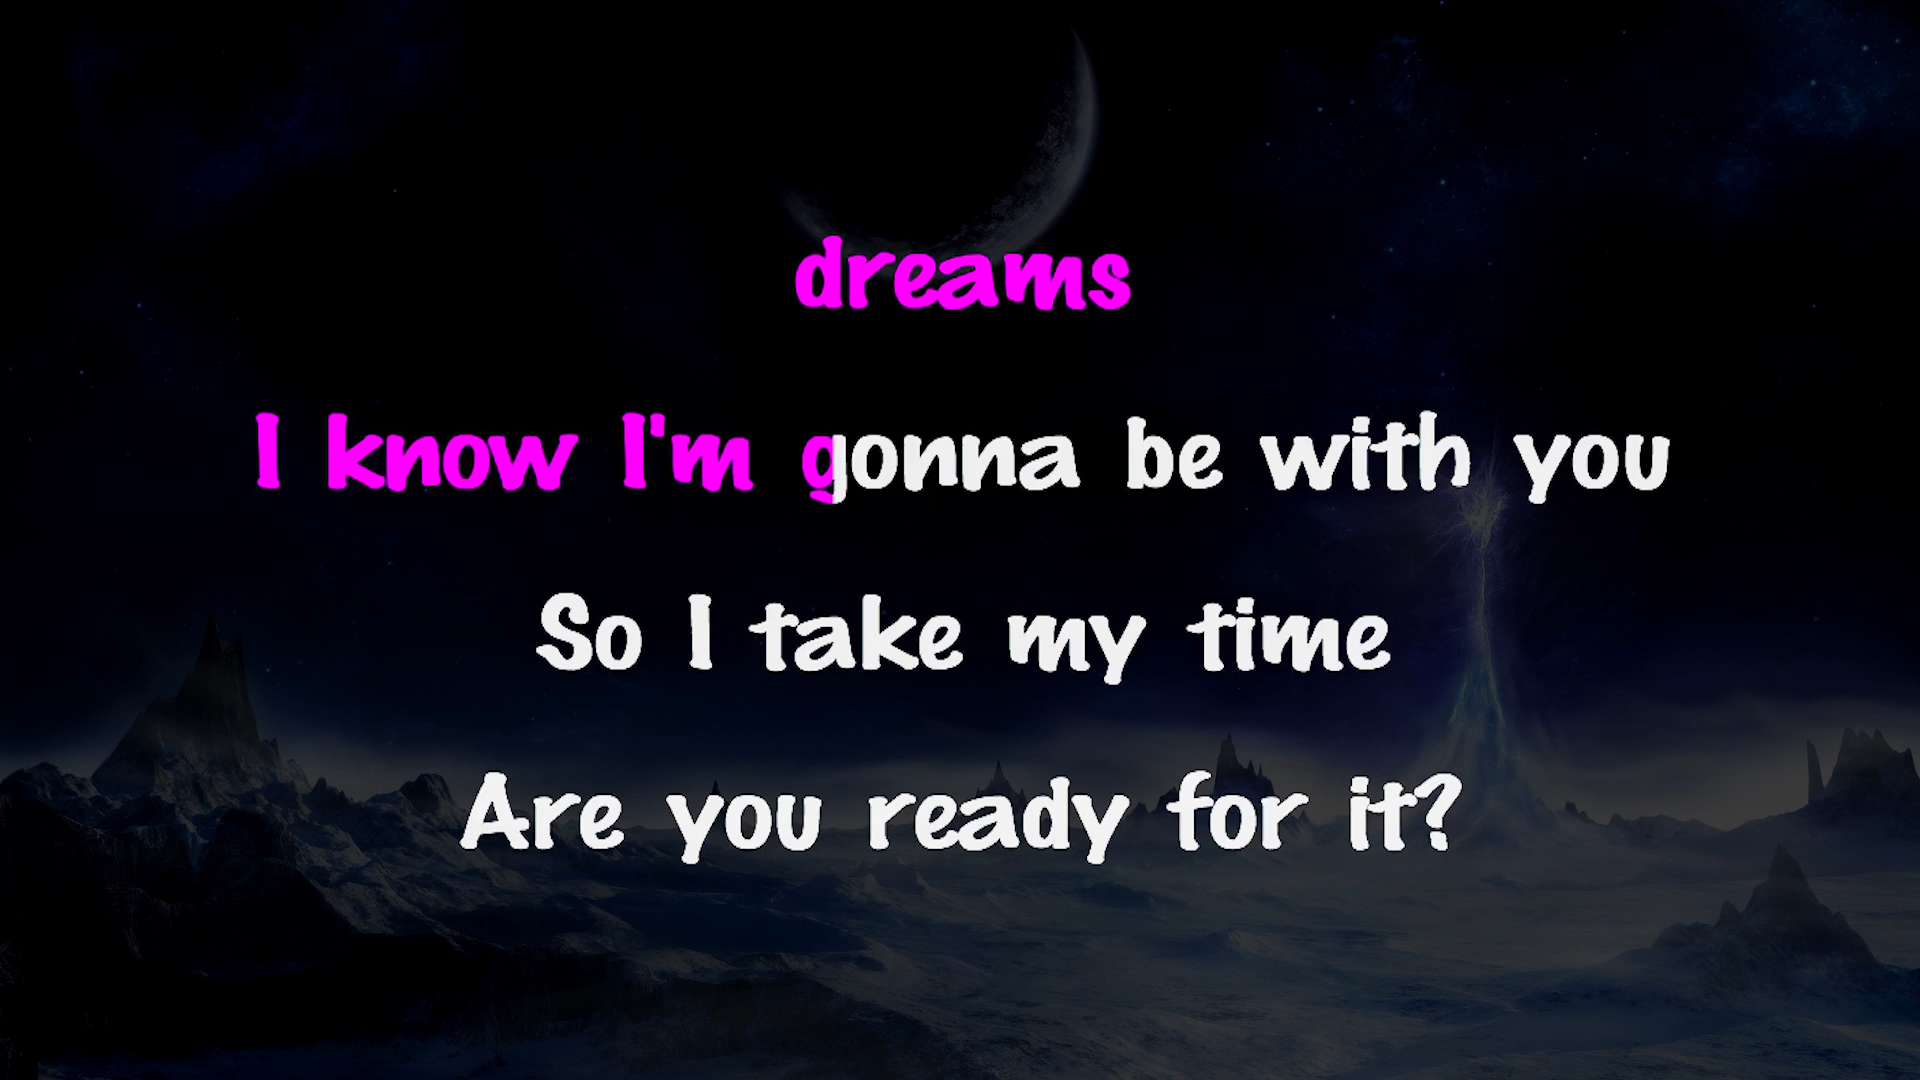 dreams
I know I'm gonna be with you
So I take my time
Are you ready for it?